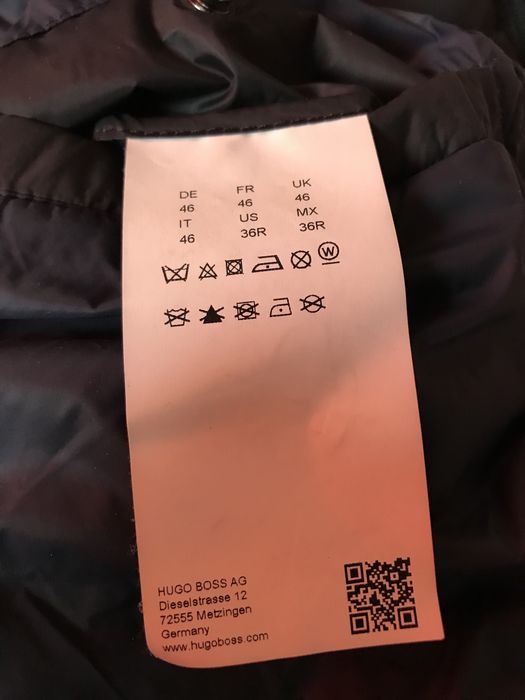 DE FR UK
46 46 46
IT US MX
46 36R 36R
W
HUGO BOSS AG
Dieselstrasse 12
72555 Metzingen
Germany
www.hugoboss.com